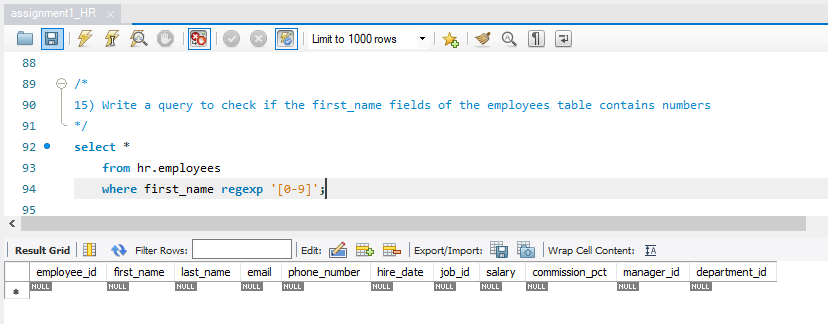 assignment1_HR
Limit to 1000 rows
88
89 /*
90 15) Write a query to check if the first_name fields of the employees table contains numbers
91 */
92 select *
93 from hr.employees
94 where first_name regexp '[0-9]';
95
Result Grid Filter Rows: Edit: Export/Import: Wrap Cell Content:
employee_id first_name last_name email phone_number hire_date job_id salary commission_pct manager_id department_id
NULL NULL NULL NULL NULL NULL NULL NULL NULL NULL NULL